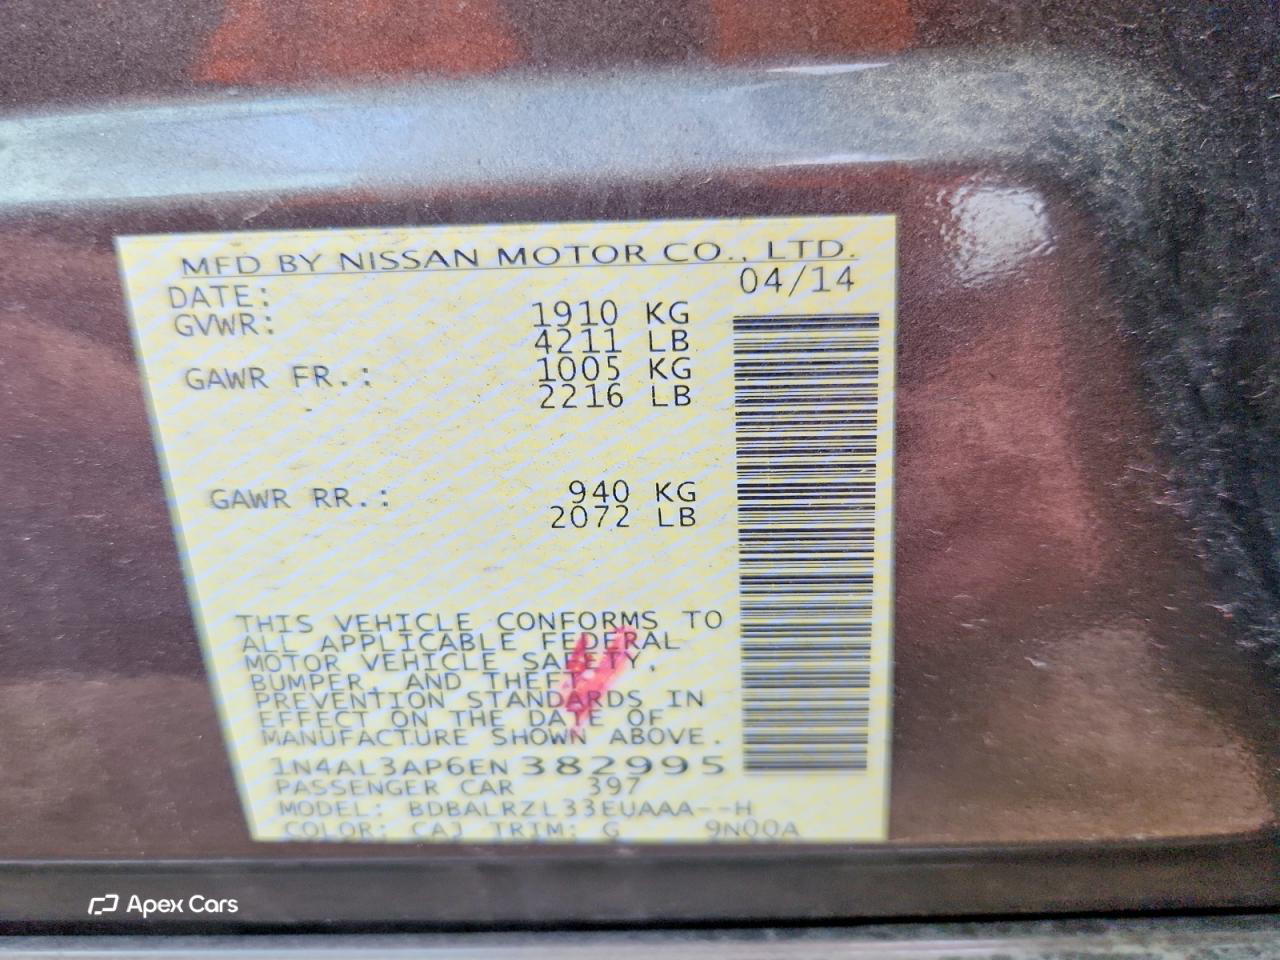 MFD BY NISSAN MOTOR CO., LTD.
DATE: 04/14
GVWR: 1910 KG
4211 LB
GAWR FR.: 1005 KG
2216 LB
GAWR RR.: 940 KG
2072 LB
THIS VEHICLE CONFORMS TO
ALL APPLICABLE FEDERAL
MOTOR VEHICLE SAFETY,
BUMPER, AND THEFT
PREVENTION STANDARDS IN
EFFECT ON THE DATE OF
MANUFACTURE SHOWN ABOVE.
1N4AL3AP6EN382995
PASSENGER CAR 397
MODEL: BDBALRZL33EUAAA--H
COLOR: CAJ TRIM: G 9N00A
Apex Cars